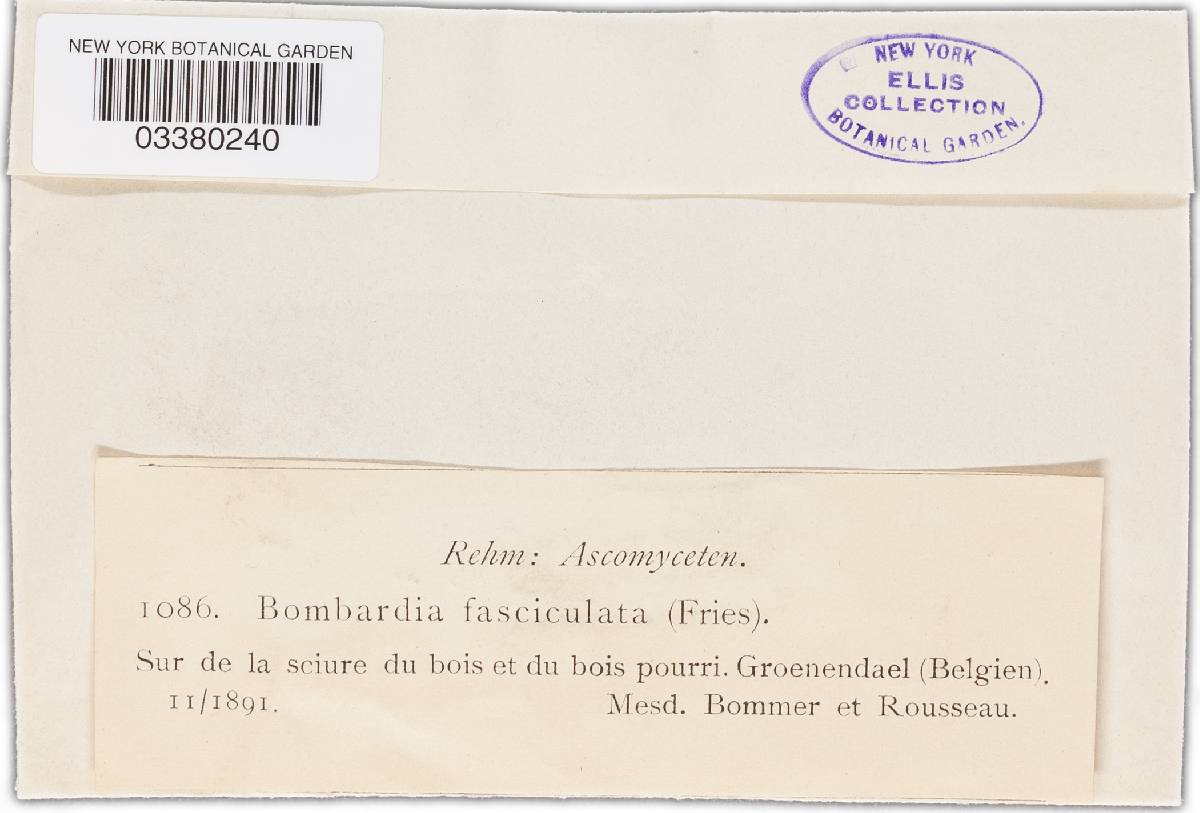 NEW YORK BOTANICAL GARDEN
03380240
NEW YORK
ELLIS
COLLECTION
BOTANICAL GARDEN.
Rehm: Ascomyceten.
1086. Bombardia fasciculata (Fries).
Sur de la sciure du bois et du bois pourri. Groenendael (Belgien).
11/1891. Mesd. Bommer et Rousseau.